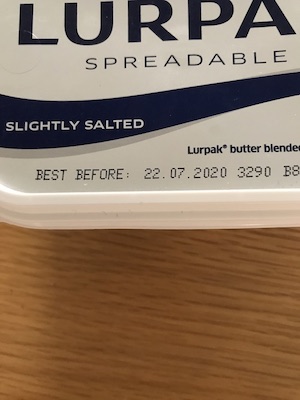 LURPA
SPREADABLE
SLIGHTLY SALTED
Lurpak® butter blended
BEST BEFORE: 22.07.2020 3290 B8